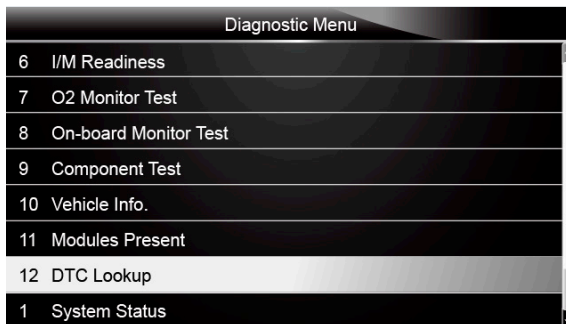 Diagnostic Menu
6 I/M Readiness
7 O2 Monitor Test
8 On-board Monitor Test
9 Component Test
10 Vehicle Info.
11 Modules Present
12 DTC Lookup
1 System Status